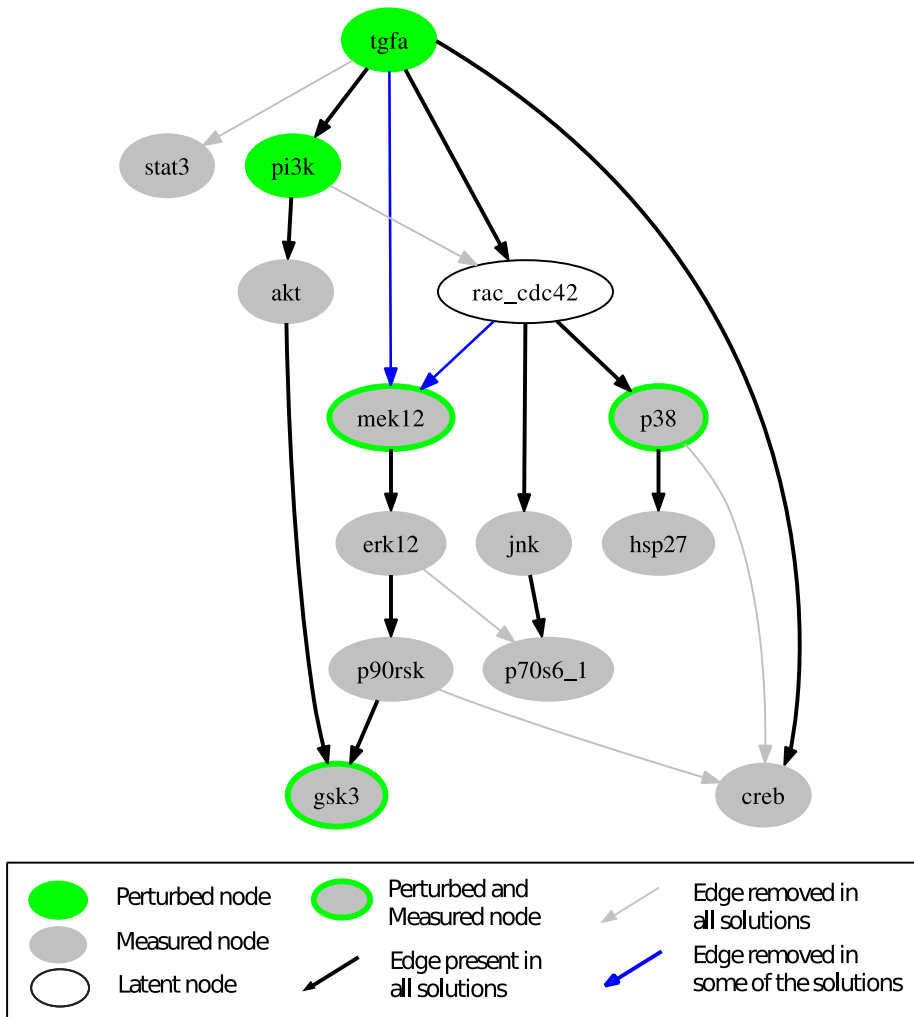 tgfa
stat3
pi3k
akt
rac_cdc42
mek12
p38
erk12
jnk
hsp27
p90rsk
p70s6_1
gsk3
creb
Perturbed node
Measured node
Latent node
Perturbed and
Measured node
Edge present in
all solutions
Edge removed in
all solutions
Edge removed in
some of the solutions